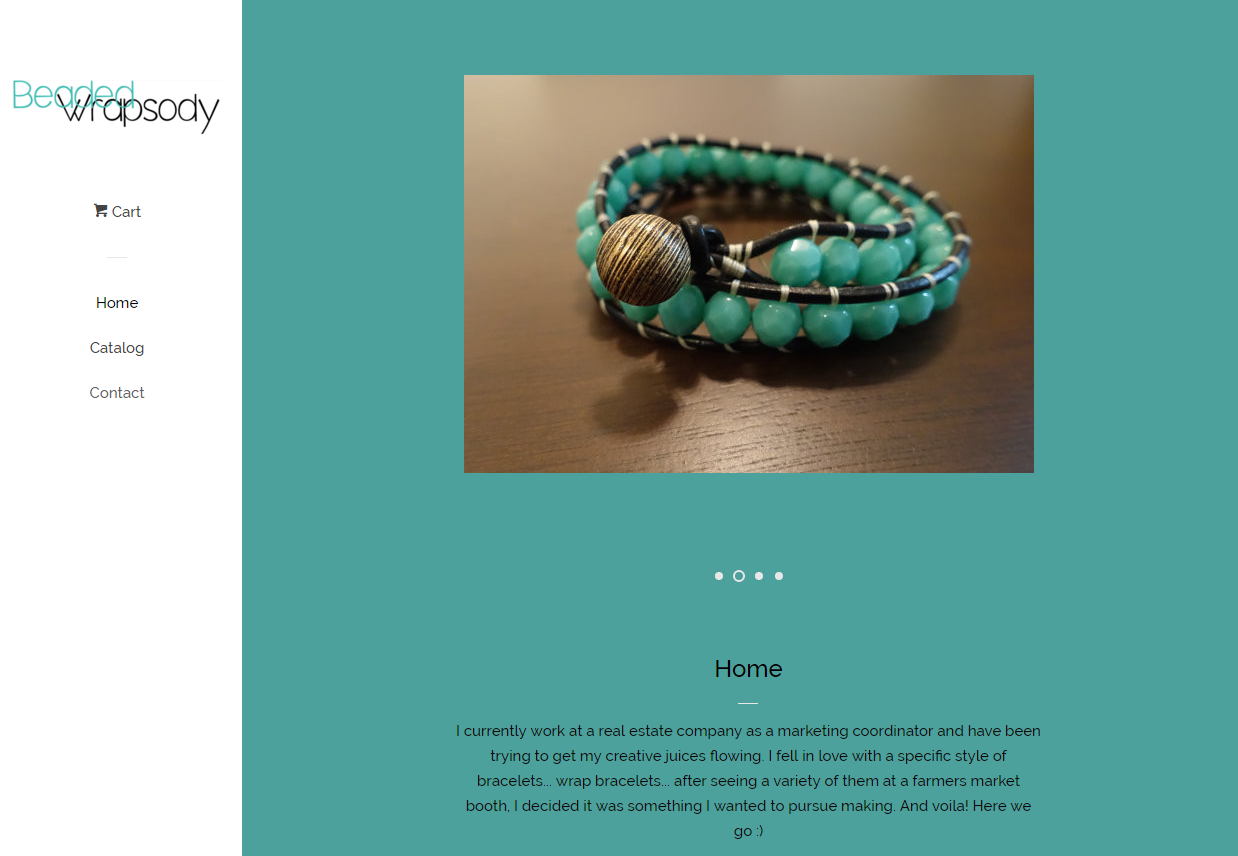 Beaded
Wrapsody
Cart
Home
Catalog
Contact
Home
I currently work at a real estate company as a marketing coordinator and have been
trying to get my creative juices flowing. I fell in love with a specific style of
bracelets... wrap bracelets... after seeing a variety of them at a farmers market
booth, I decided it was something I wanted to pursue making. And voila! Here we
go :)